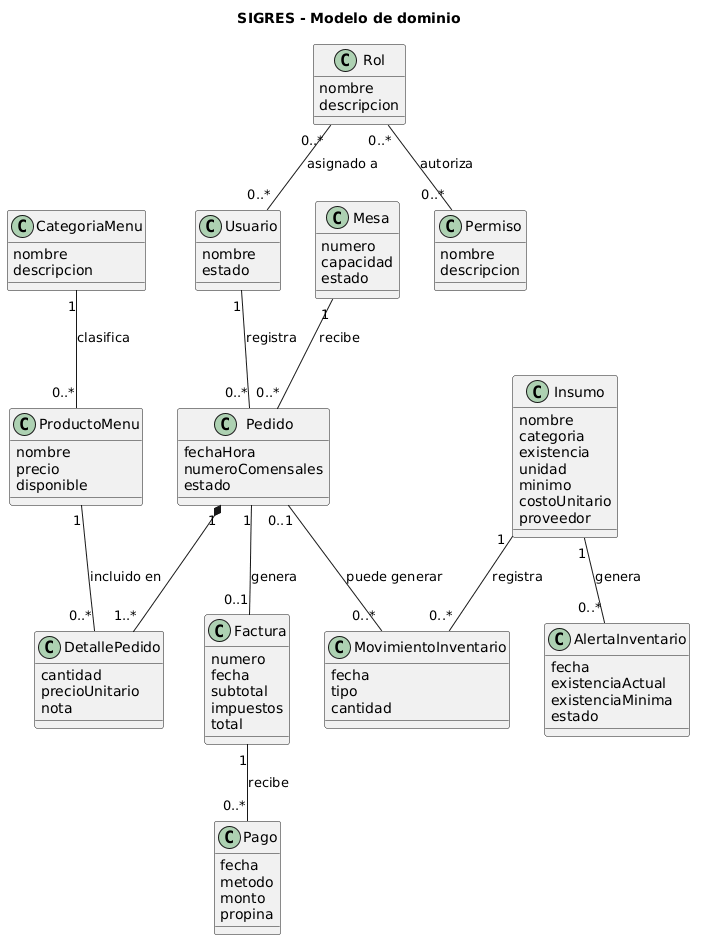 SIGRES - Modelo de dominio
C Rol
nombre
descripcion
0..* 0..*
asignado a autoriza
0..* 0..*
C CategoriaMenu
nombre
descripcion
C Usuario
nombre
estado
C Mesa
numero
capacidad
estado
C Permiso
nombre
descripcion
1 1 1
clasifica registra recibe
0..* 0..* 0..*
C ProductoMenu
nombre
precio
disponible
C Pedido
fechaHora
numeroComensales
estado
C Insumo
nombre
categoria
existencia
unidad
minimo
costoUnitario
proveedor
1 1 1 0..1 1 1
incluido en genera puede generar registra genera
0..* 1..* 0..1 0..* 0..* 0..*
C DetallePedido
cantidad
precioUnitario
nota
C Factura
numero
fecha
subtotal
impuestos
total
C MovimientoInventario
fecha
tipo
cantidad
C AlertaInventario
fecha
existenciaActual
existenciaMinima
estado
1
recibe
0..*
C Pago
fecha
metodo
monto
propina